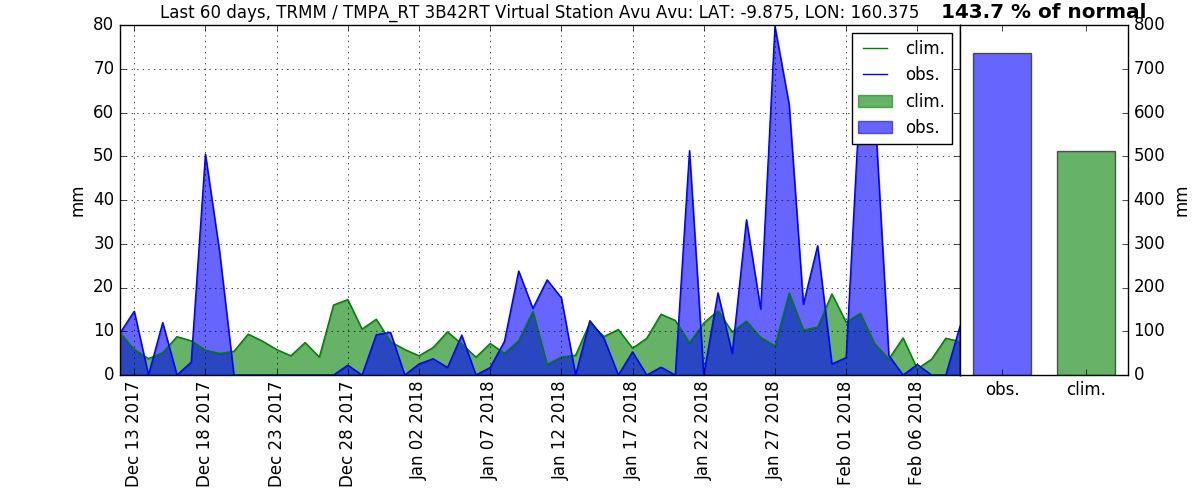 Last 60 days, TRMM / TMPA_RT 3B42RT Virtual Station Avu Avu: LAT: -9.875, LON: 160.375
143.7 % of normal
mm
80
70
60
50
40
30
20
10
0
clim.
obs.
clim.
obs.
Dec 13 2017
Dec 18 2017
Dec 23 2017
Dec 28 2017
Jan 02 2018
Jan 07 2018
Jan 12 2018
Jan 17 2018
Jan 22 2018
Jan 27 2018
Feb 01 2018
Feb 06 2018
800
700
600
500
400
300
200
100
0
mm
obs.
clim.